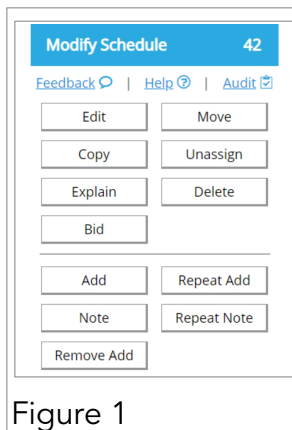 Modify Schedule 42
Feedback | Help | Audit
Edit Move
Copy Unassign
Explain Delete
Bid
Add Repeat Add
Note Repeat Note
Remove Add
Figure 1